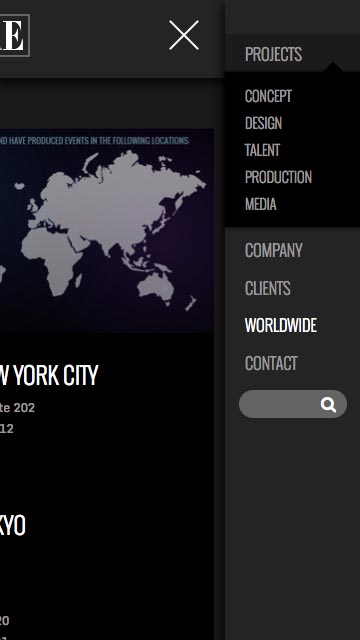 E
ND HAVE PRODUCED EVENTS IN THE FOLLOWING LOCATIONS:
W YORK CITY
te 202
12
KYO
20
PROJECTS
CONCEPT
DESIGN
TALENT
PRODUCTION
MEDIA
COMPANY
CLIENTS
WORLDWIDE
CONTACT